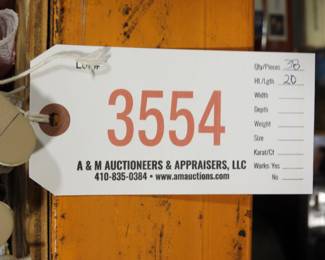 Lot#
3554
A & M AUCTIONEERS & APPRAISERS, LLC
410-835-0384 • www.amauctions.com
Qty/Pieces 38
Ht./Lgth 20
Width
Depth
Weight
Size
Karat/Ct
Works Yes
No